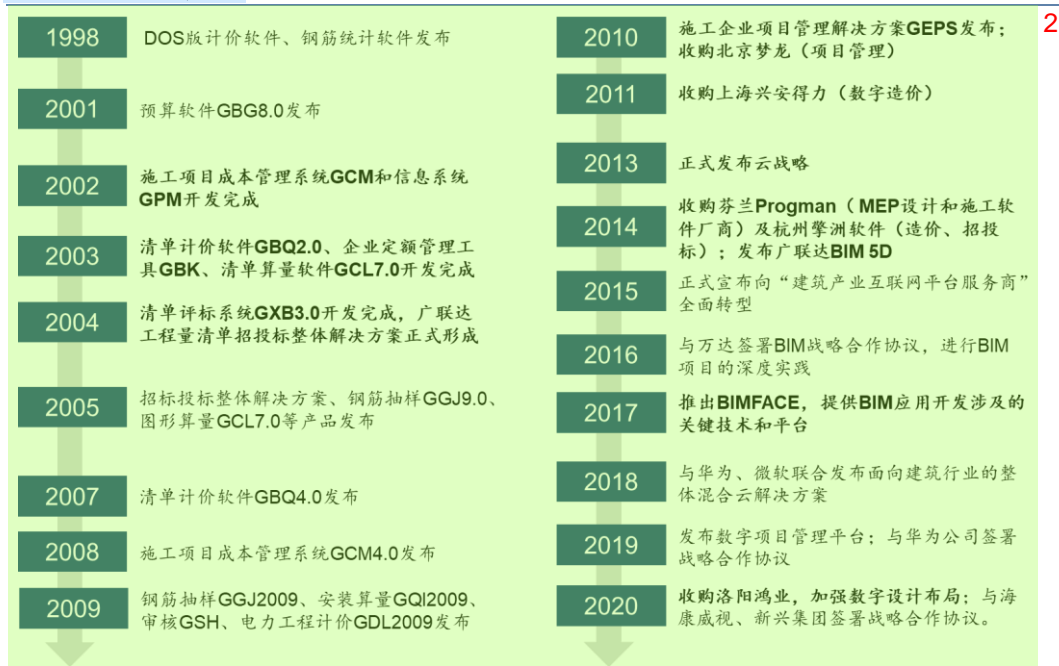 1998
DOS版计价软件、钢筋统计软件发布
2001
预算软件GBG8.0发布
2002
施工项目成本管理系统GCM和信息系统
GPM开发完成
2003
清单计价软件GBQ2.0、企业定额管理工
具GBK、清单算量软件GCL7.0开发完成
2004
清单评标系统GXB3.0开发完成，广联达
工程量清单招投标整体解决方案正式形成
2005
招标投标整体解决方案、钢筋抽样GGJ9.0、
图形算量GCL7.0等产品发布
2007
清单计价软件GBQ4.0发布
2008
施工项目成本管理系统GCM4.0发布
2009
钢筋抽样GGJ2009、安装算量GQI2009、
审核GSH、电力工程计价GDL2009发布
2010
施工企业项目管理解决方案GEPS发布；
收购北京梦龙（项目管理）
2011
收购上海兴安得力（数字造价）
2013
正式发布云战略
2014
收购芬兰Progman（MEP设计和施工软
件厂商）及杭州擎洲软件（造价、招投
标）；发布广联达BIM 5D
2015
正式宣布向“建筑产业互联网平台服务商”
全面转型
2016
与万达签署BIM战略合作协议，进行BIM
项目的深度实践
2017
推出BIMFACE，提供BIM应用开发涉及的
关键技术和平台
2018
与华为、微软联合发布面向建筑行业的整
体混合云解决方案
2019
发布数字项目管理平台；与华为公司签署
战略合作协议
2020
收购洛阳鸿业，加强数字设计布局；与海
康威视、新兴集团签署战略合作协议。
2